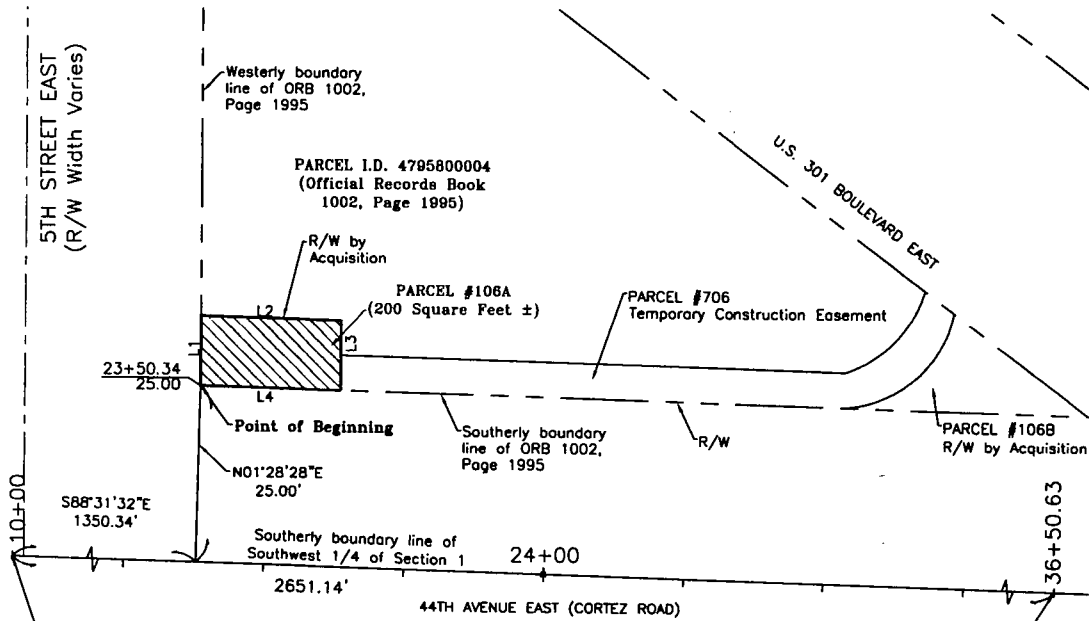 5TH STREET EAST
(R/W Width Varies)
Westerly boundary
line of ORB 1002,
Page 1995
PARCEL I.D. 4795800004
(Official Records Book
1002, Page 1995)
R/W by
Acquisition
U.S. 301 BOULEVARD EAST
PARCEL #106A
(200 Square Feet ±)
PARCEL #706
Temporary Construction Easement
L2
L1
L3
L4
23+50.34
25.00
Point of Beginning
Southerly boundary
line of ORB 1002,
Page 1995
R/W
PARCEL #106B
R/W by Acquisition
N01°28'28"E
25.00'
S88°31'32"E
1350.34'
10+00
Southerly boundary line of
Southwest 1/4 of Section 1
24+00
36+50.63
2651.14'
44TH AVENUE EAST (CORTEZ ROAD)